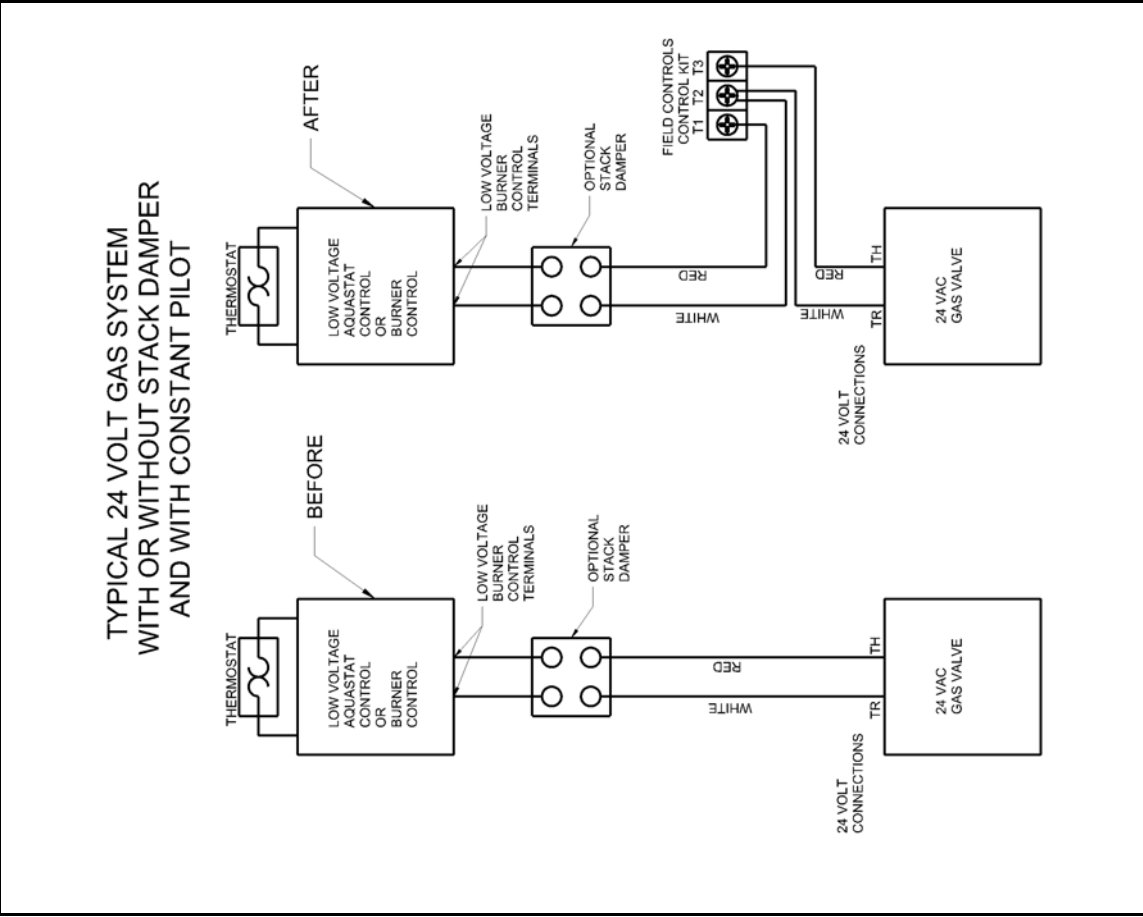 TYPICAL 24 VOLT GAS SYSTEM
WITH OR WITHOUT STACK DAMPER
AND WITH CONSTANT PILOT
BEFORE
THERMOSTAT
LOW VOLTAGE
AQUASTAT
CONTROL
OR
BURNER
CONTROL
LOW VOLTAGE
BURNER
CONTROL
TERMINALS
OPTIONAL
STACK
DAMPER
WHITE
RED
TR
TH
24 VOLT
CONNECTIONS
24 VAC
GAS VALVE
AFTER
THERMOSTAT
LOW VOLTAGE
AQUASTAT
CONTROL
OR
BURNER
CONTROL
LOW VOLTAGE
BURNER
CONTROL
TERMINALS
OPTIONAL
STACK
DAMPER
FIELD CONTROLS
CONTROL KIT
T1 T2 T3
WHITE
RED
WHITE
RED
TR
TH
24 VOLT
CONNECTIONS
24 VAC
GAS VALVE